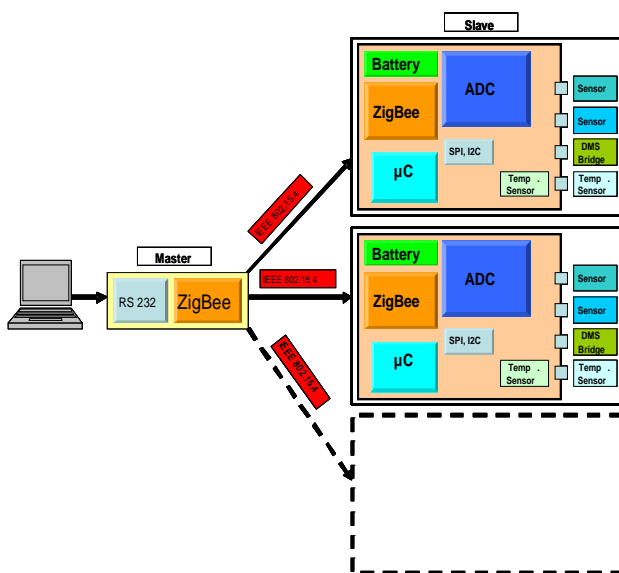 Slave
Battery
ADC
ZigBee
SPI, I2C
µC
Temp .
Sensor
Sensor
Sensor
DMS
Bridge
Temp .
Sensor
IEEE 802.15.4
Master
RS 232
ZigBee
IEEE 802.15.4
Battery
ADC
ZigBee
SPI, I2C
µC
Temp .
Sensor
Sensor
Sensor
DMS
Bridge
Temp .
Sensor
IEEE 802.15,4